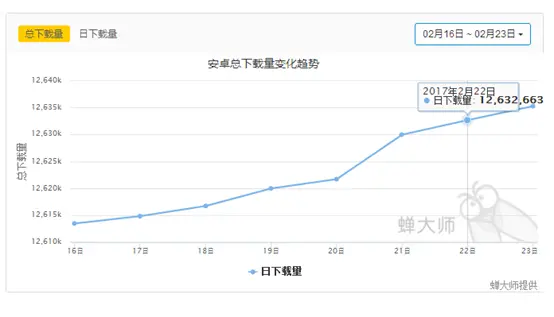 总下载量 日下载量 02月16日 ~ 02月23日
安卓总下载量变化趋势
12,640k
12,635k
12,630k
12,625k
12,620k
12,615k
12,610k
总下载量
2017年2月22日
日下载量: 12,632,663
蝉大师
16日 17日 18日 19日 20日 21日 22日 23日
日下载量
蝉大师提供